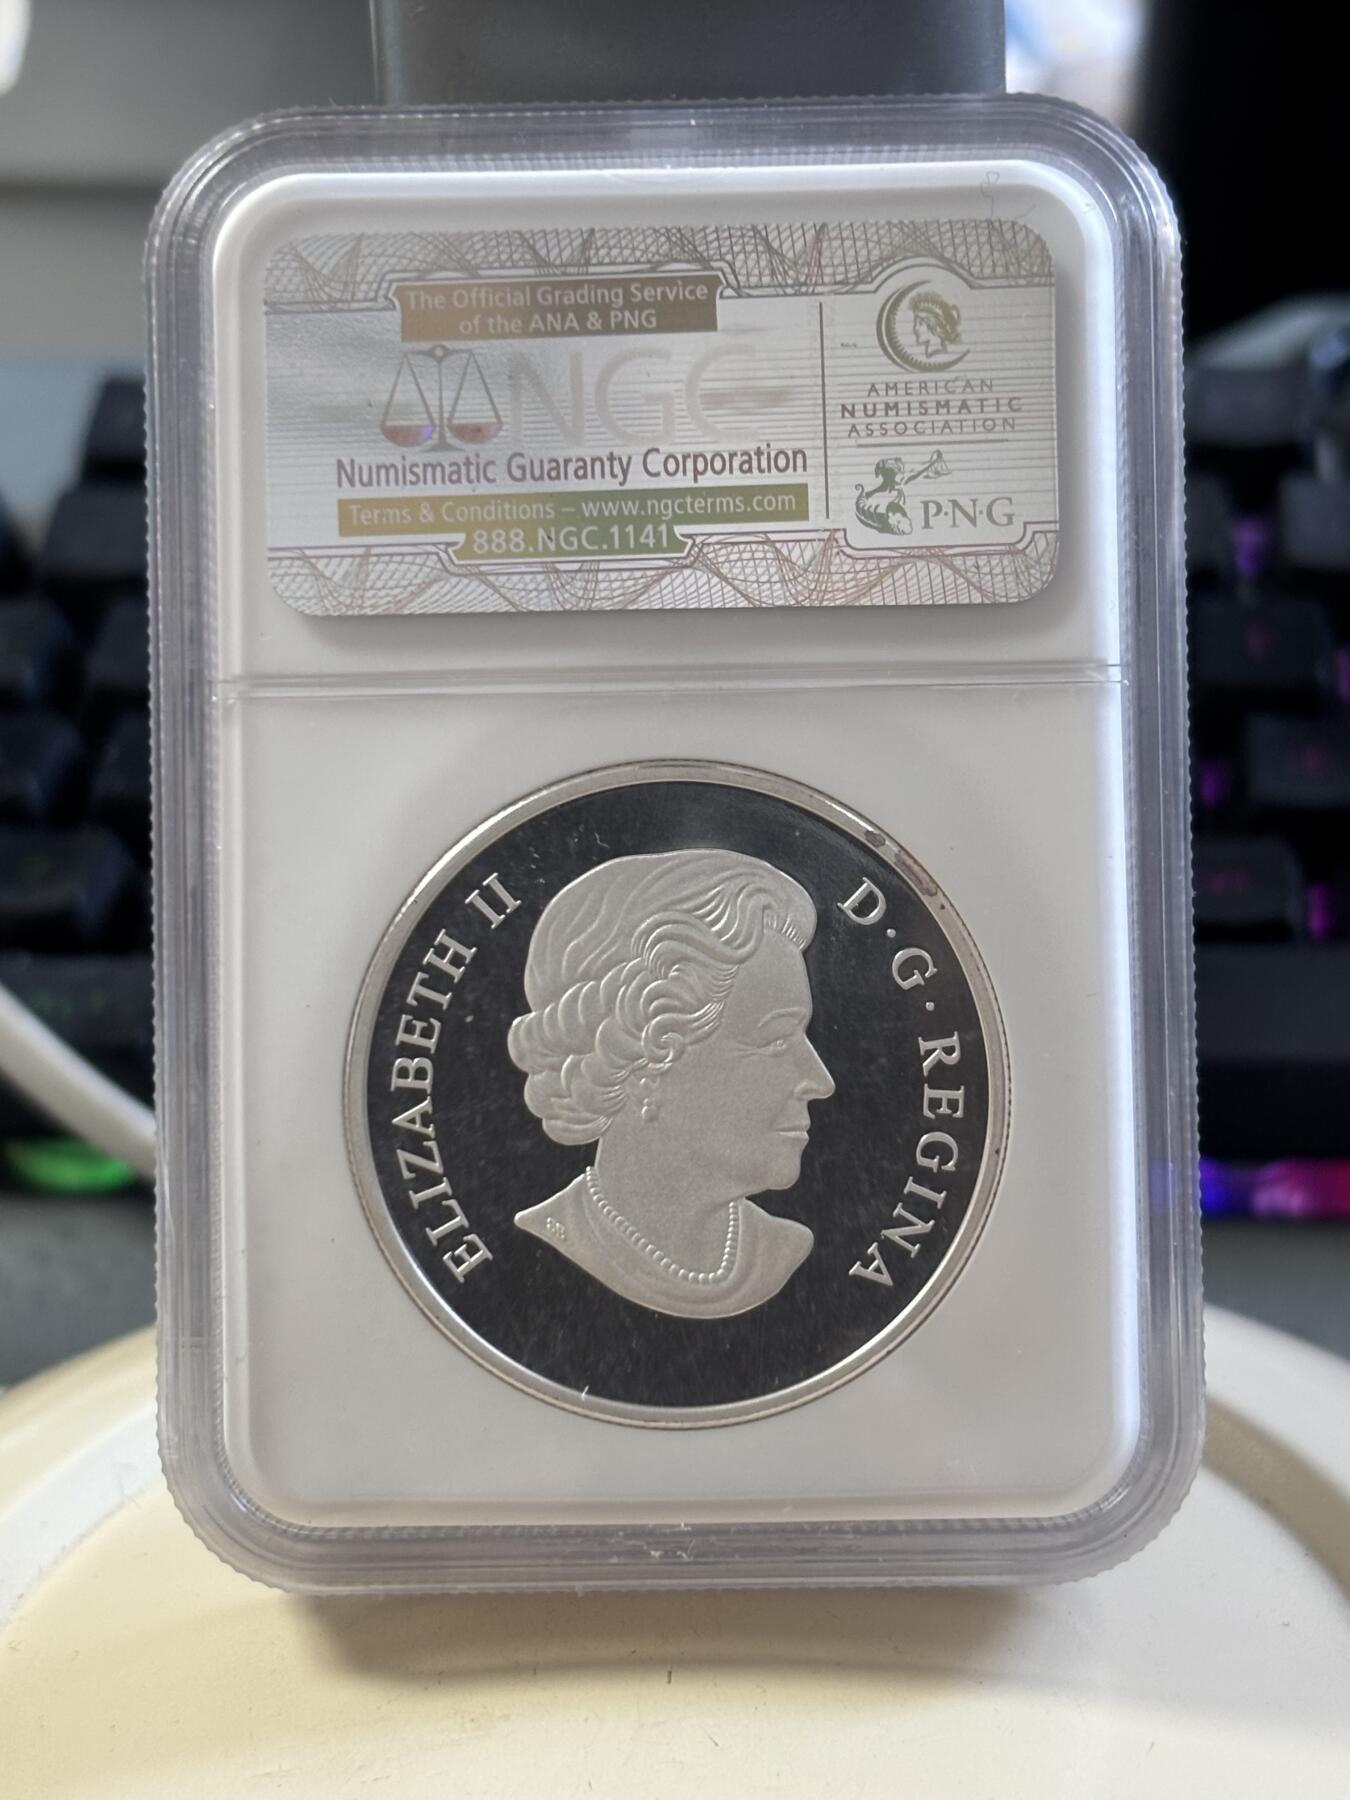 The Official Grading Service
of the ANA & PNG
NGC
Numismatic Guaranty Corporation
Terms & Conditions – www.ngcterms.com
888.NGC.1141
AMERICAN
NUMISMATIC
ASSOCIATION
P·N·G
ELIZABETH II
D·G·REGINA